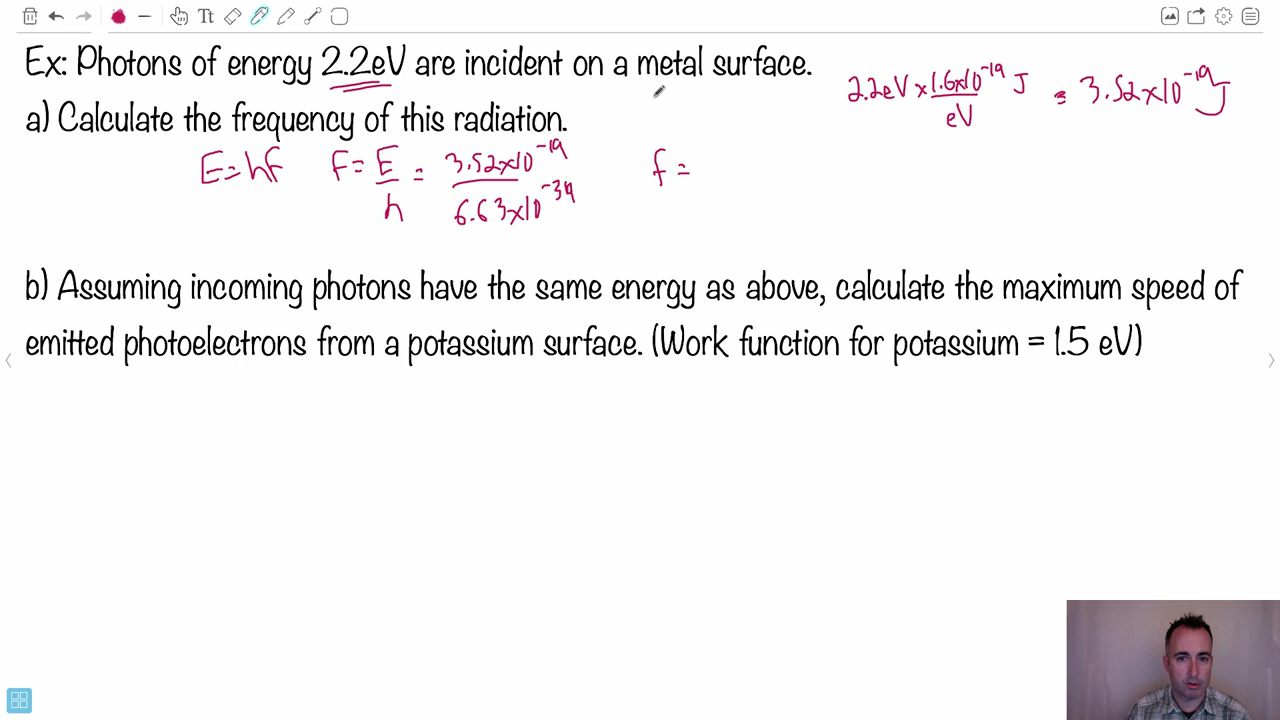 Tt
Ex: Photons of energy 2.2eV are incident on a metal surface.
2.2eV × 1.6×10⁻¹⁹ J / eV = 3.52×10⁻¹⁹ J
a) Calculate the frequency of this radiation.
E=hf f= E / h = 3.52×10⁻¹⁹ / 6.63×10⁻³⁴ f =
b) Assuming incoming photons have the same energy as above, calculate the maximum speed of
emitted photoelectrons from a potassium surface. (Work function for potassium = 1.5 eV)